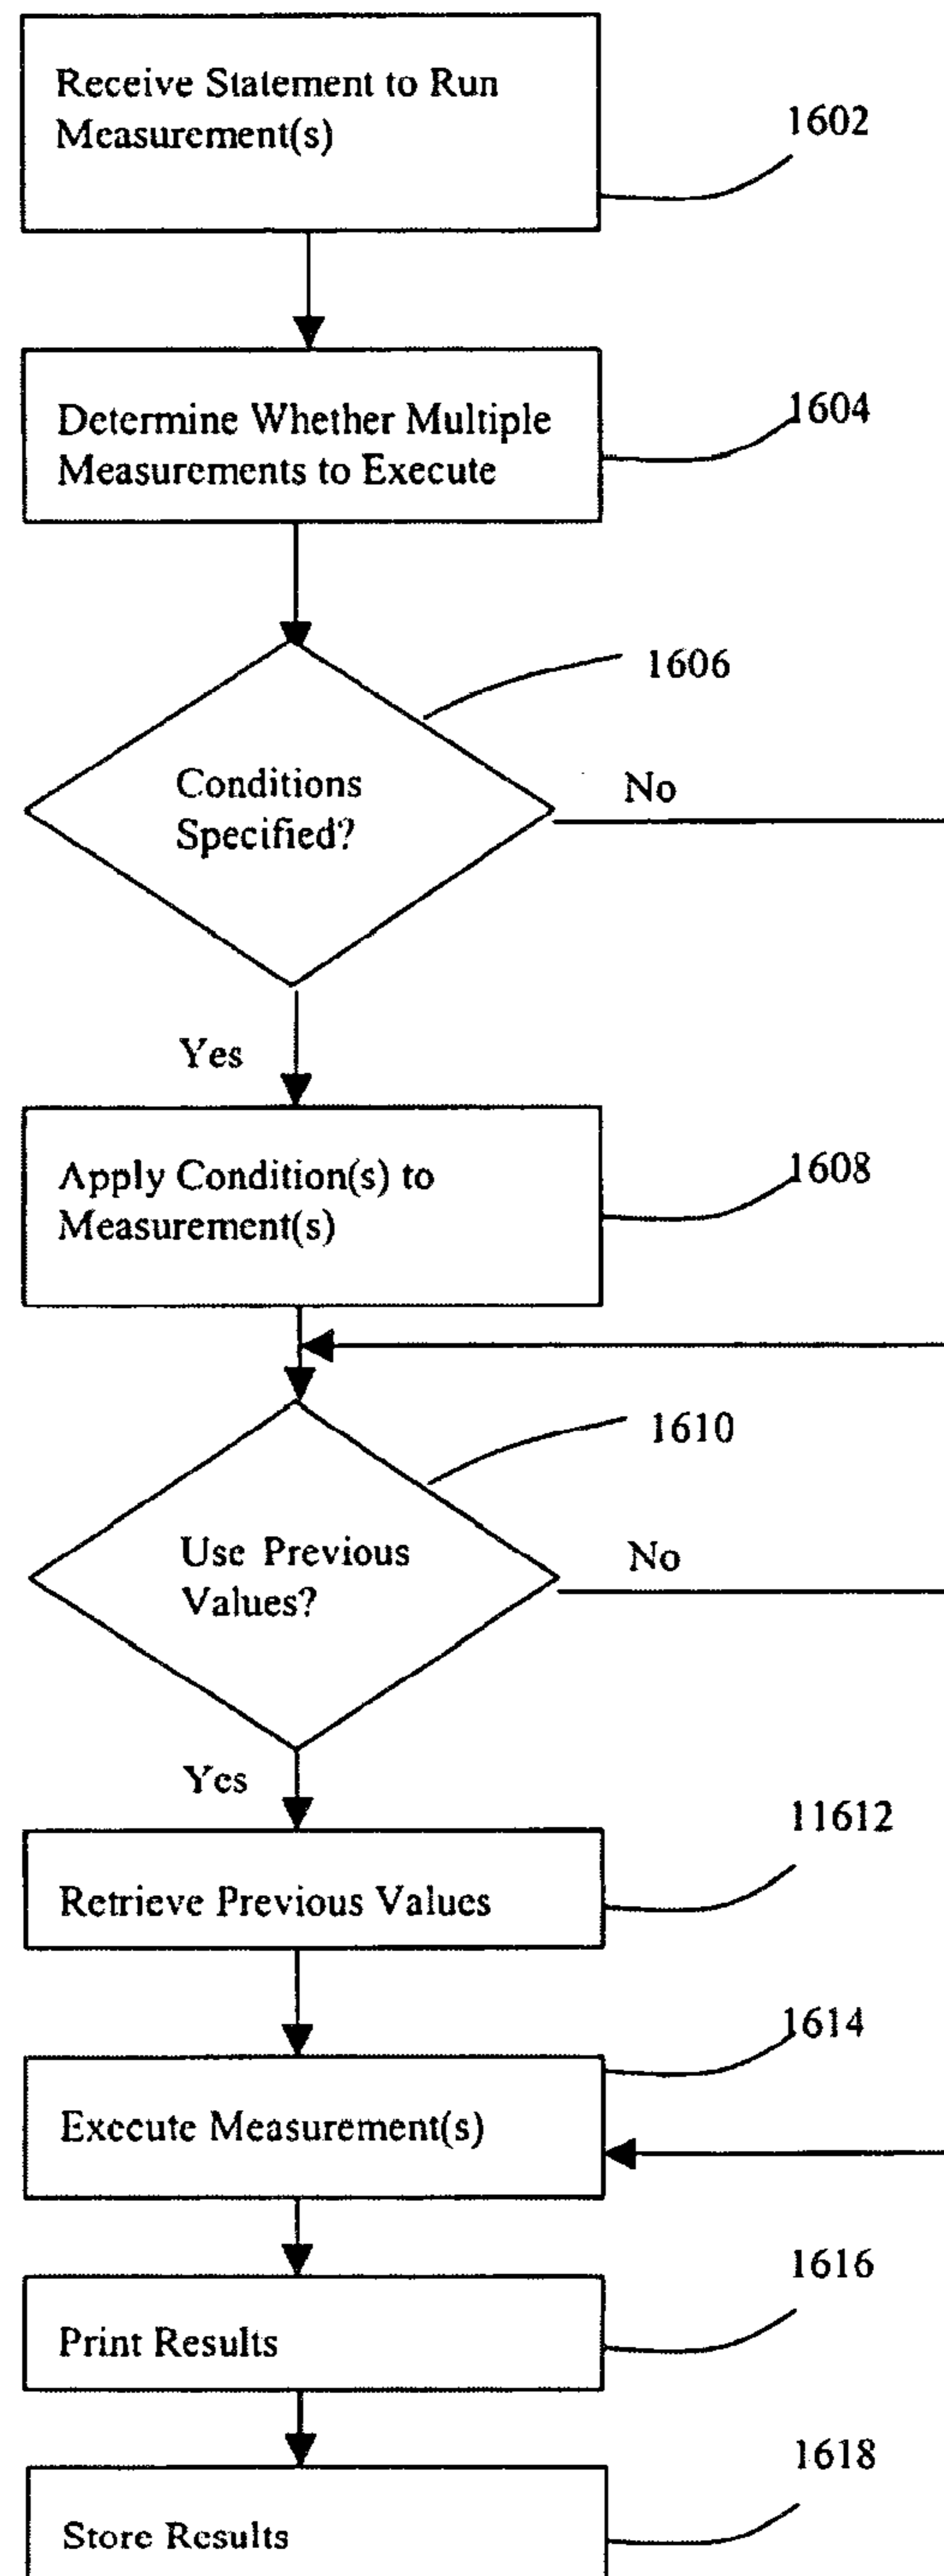 Receive Statement to Run
Measurement(s)
1602
Determine Whether Multiple
Measurements to Execute
1604
1606
Conditions
Specified?
No
Yes
Apply Condition(s) to
Measurement(s)
1608
1610
Use Previous
Values?
No
Yes
11612
Retrieve Previous Values
1614
Execute Measurement(s)
1616
Print Results
1618
Store Results